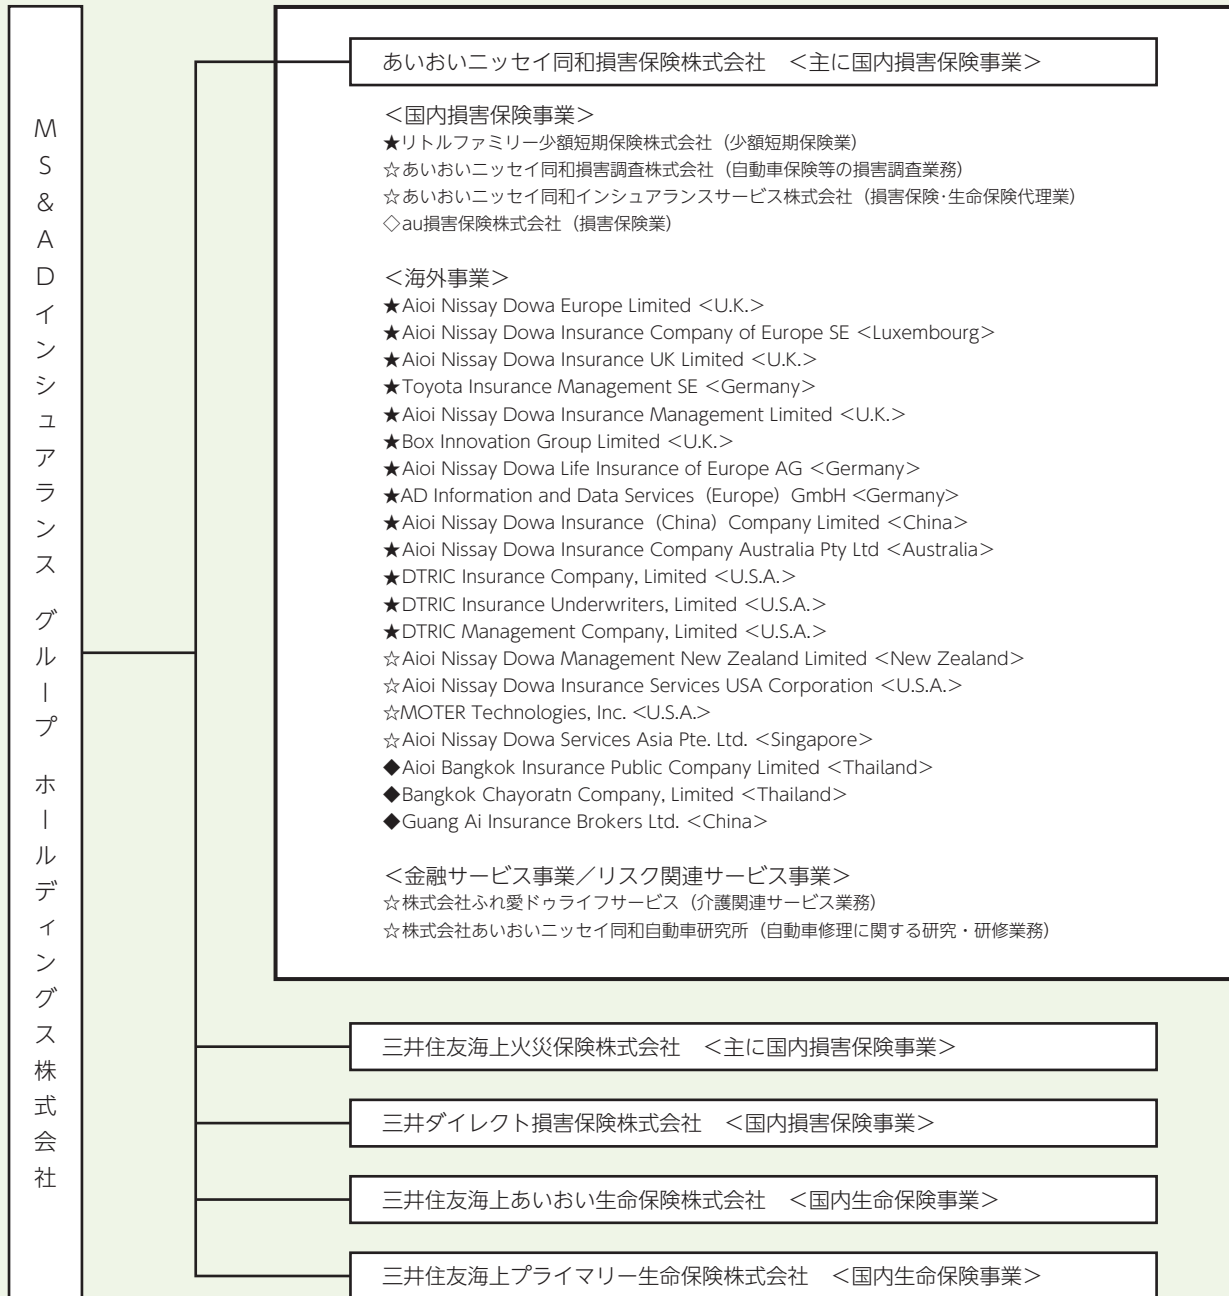 MS&ADインシュアランス グループ ホールディングス株式会社
あいおいニッセイ同和損害保険株式会社　＜主に国内損害保険事業＞
＜国内損害保険事業＞
★リトルファミリー少額短期保険株式会社（少額短期保険業）
☆あいおいニッセイ同和損害調査株式会社（自動車保険等の損害調査業務）
☆あいおいニッセイ同和インシュアランスサービス株式会社（損害保険・生命保険代理業）
◇au損害保険株式会社（損害保険業）
＜海外事業＞
★Aioi Nissay Dowa Europe Limited ＜U.K.＞
★Aioi Nissay Dowa Insurance Company of Europe SE ＜Luxembourg＞
★Aioi Nissay Dowa Insurance UK Limited ＜U.K.＞
★Toyota Insurance Management SE ＜Germany＞
★Aioi Nissay Dowa Insurance Management Limited ＜U.K.＞
★Box Innovation Group Limited ＜U.K.＞
★Aioi Nissay Dowa Life Insurance of Europe AG ＜Germany＞
★AD Information and Data Services（Europe）GmbH ＜Germany＞
★Aioi Nissay Dowa Insurance（China）Company Limited ＜China＞
★Aioi Nissay Dowa Insurance Company Australia Pty Ltd ＜Australia＞
★DTRIC Insurance Company, Limited ＜U.S.A.＞
★DTRIC Insurance Underwriters, Limited ＜U.S.A.＞
★DTRIC Management Company, Limited ＜U.S.A.＞
☆Aioi Nissay Dowa Management New Zealand Limited ＜New Zealand＞
☆Aioi Nissay Dowa Insurance Services USA Corporation ＜U.S.A.＞
☆MOTER Technologies, Inc. ＜U.S.A.＞
☆Aioi Nissay Dowa Services Asia Pte. Ltd. ＜Singapore＞
◆Aioi Bangkok Insurance Public Company Limited ＜Thailand＞
◆Bangkok Chayoratn Company, Limited ＜Thailand＞
◆Guang Ai Insurance Brokers Ltd. ＜China＞
＜金融サービス事業／リスク関連サービス事業＞
☆株式会社ふれ愛ドゥライフサービス（介護関連サービス業務）
☆株式会社あいおいニッセイ同和自動車研究所（自動車修理に関する研究・研修業務）
三井住友海上火災保険株式会社　＜主に国内損害保険事業＞
三井ダイレクト損害保険株式会社　＜国内損害保険事業＞
三井住友海上あいおい生命保険株式会社　＜国内生命保険事業＞
三井住友海上プライマリー生命保険株式会社　＜国内生命保険事業＞